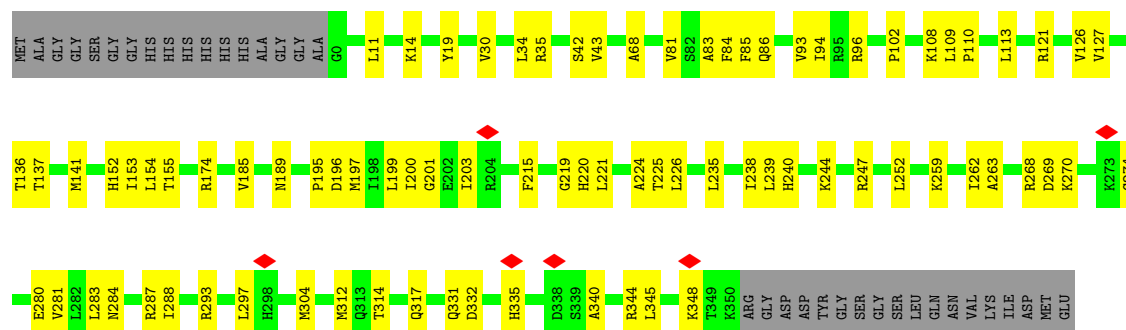 MET ALA GLY GLY SER GLY GLY HIS HIS HIS HIS HIS HIS ALA GLY GLY ALA G0 L11 K14 Y19 V30 L34 R35 S42 V43 A68 V81 S82 A83 F84 F85 Q86 V93 I94 R95 R96 P102 K108 L109 P110 L113 R121 V126 V127
T136 T137 M141 H152 I153 L154 T155 R174 V185 N189 P195 D196 M197 I198 L199 I200 G201 E202 I203 R204 F215 G219 H220 L221 A224 T225 L226 L235 I238 L239 H240 K244 R247 L252 K259 I262 A263 R268 D269 K270 K273
E280 V281 L282 L283 N284 R287 I288 R293 L297 H298 M304 M312 Q313 T314 Q317 Q331 D332 H335 D338 S339 A340 R344 L345 K348 T349 K350 ARG GLY ASP ASP TYR GLY GLY SER LEU GLN ASN VAL LYS ILE ASP MET GLU